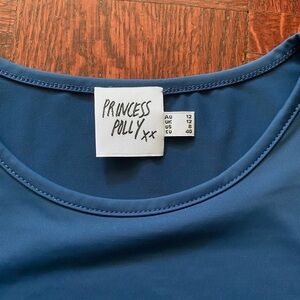 PRINCESS
POLLY xx
AU 12
UK 12
US 8
EU 40